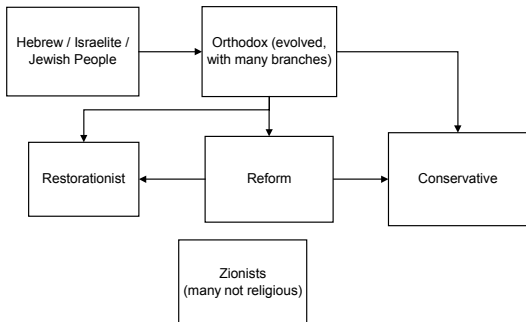 Hebrew / Israelite /
Jewish People
Orthodox (evolved,
with many branches)
Restorationist
Reform
Conservative
Zionists
(many not religious)